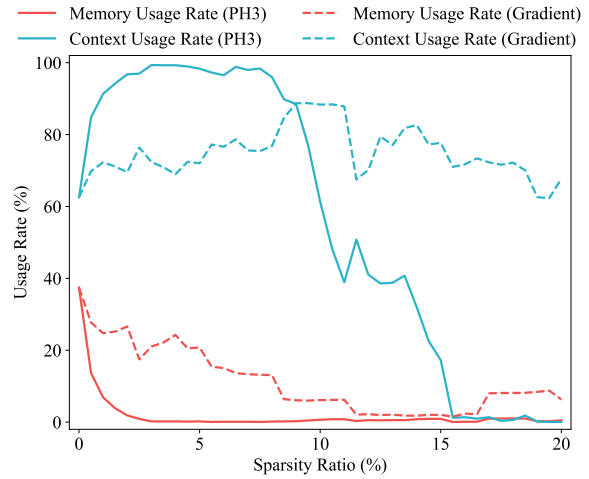 Memory Usage Rate (PH3) Memory Usage Rate (Gradient)
Context Usage Rate (PH3) Context Usage Rate (Gradient)
100
80
60
40
20
0
Usage Rate (%)
0 5 10 15 20
Sparsity Ratio (%)